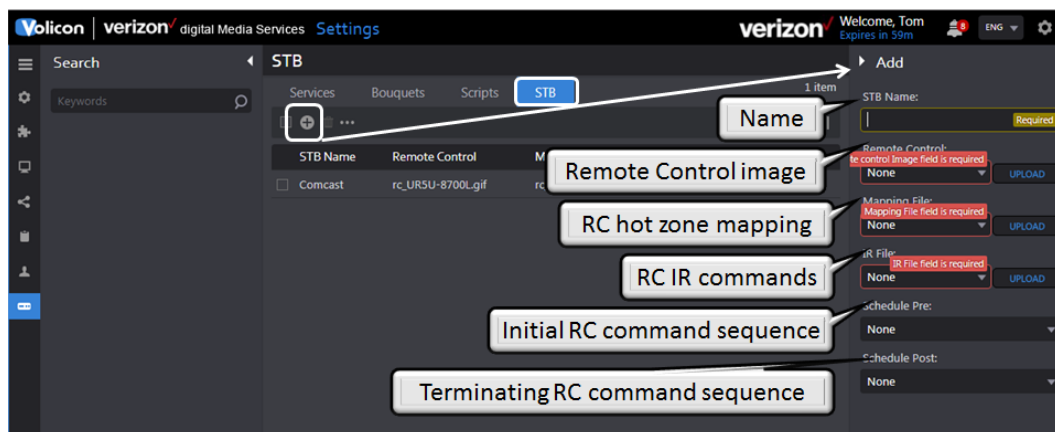 Volicon verizon digital Media Services Settings
verizon Welcome, Tom
Expires in 59m
8
ENG
Search
STB
Add
Keywords
Services Bouquets Scripts STB
1 item
STB Name:
Required
Name
STB Name Remote Control M
Remote Control:
te control Image field is required
None UPLOAD
Remote Control image
Comcast rc_UR5U-8700L.gif rc
Mapping File:
Mapping File field is required
None UPLOAD
RC hot zone mapping
IR File:
IR File field is required
None UPLOAD
RC IR commands
Schedule Pre:
None
Initial RC command sequence
Schedule Post:
None
Terminating RC command sequence